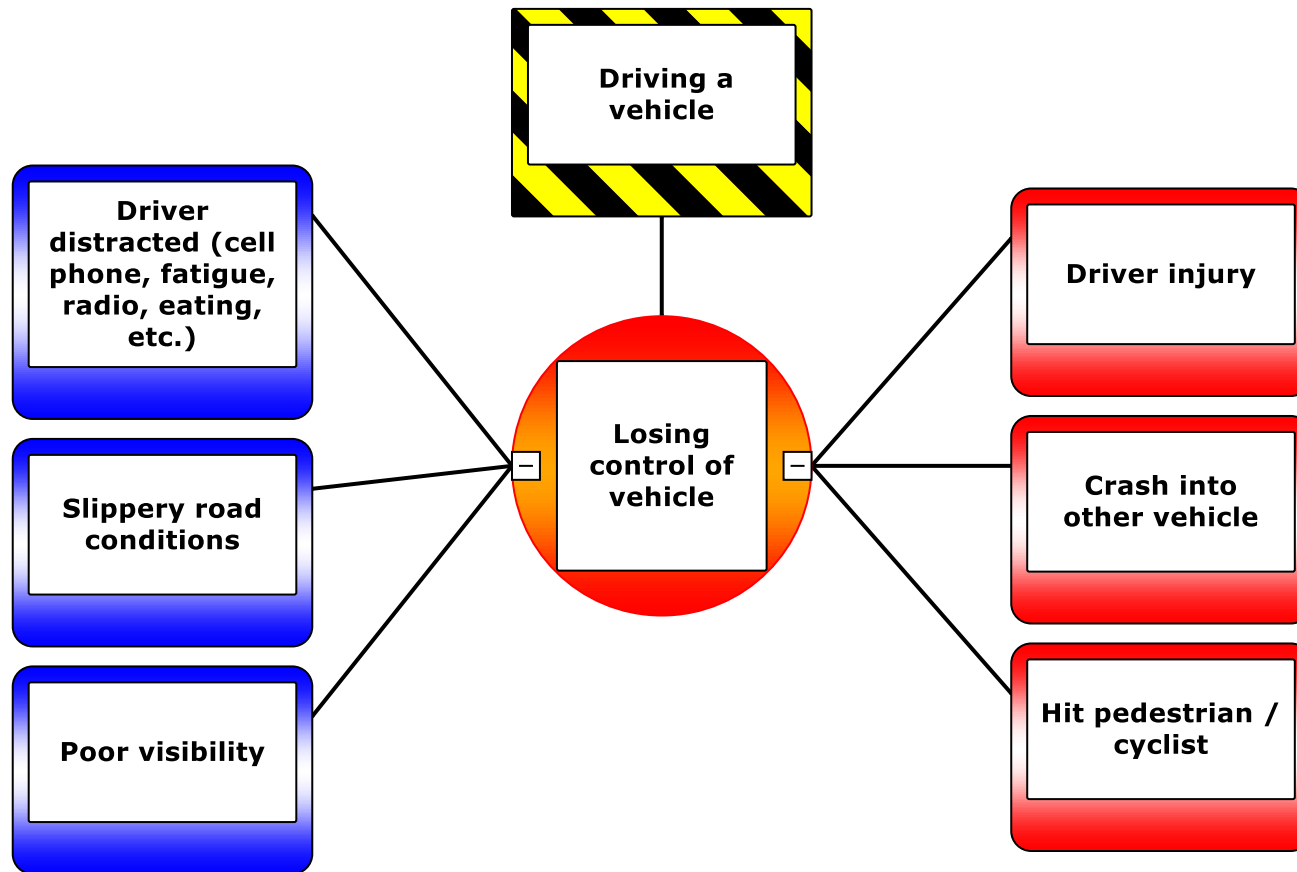 Driving a
vehicle
Driver
distracted (cell
phone, fatigue,
radio, eating,
etc.)
Slippery road
conditions
Poor visibility
Losing
control of
vehicle
Driver injury
Crash into
other vehicle
Hit pedestrian /
cyclist